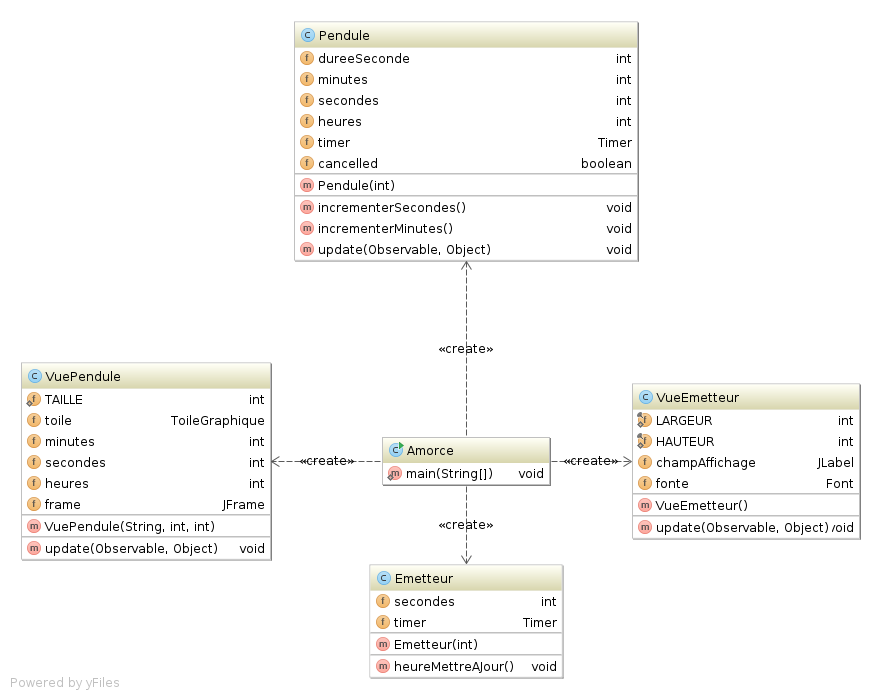 Pendule
dureeSeconde int
minutes int
secondes int
heures int
timer Timer
cancelled boolean
Pendule(int)
incrementerSecondes() void
incrementerMinutes() void
update(Observable, Object) void
«create»
VuePendule
TAILLE int
toile ToileGraphique
minutes int
secondes int
heures int
frame JFrame
VuePendule(String, int, int)
update(Observable, Object) void
«create»
Amorce
main(String[]) void
«create»
VueEmetteur
LARGEUR int
HAUTEUR int
champAffichage JLabel
fonte Font
VueEmetteur()
update(Observable, Object) void
«create»
Emetteur
secondes int
timer Timer
Emetteur(int)
heureMettreAJour() void
Powered by yFiles